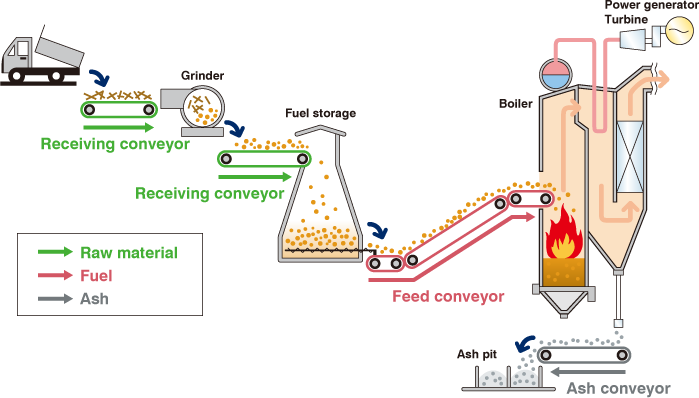 Power generator
Turbine
Grinder
Boiler
Fuel storage
Receiving conveyor
Receiving conveyor
Raw material
Fuel
Ash
Feed conveyor
Ash pit
Ash conveyor